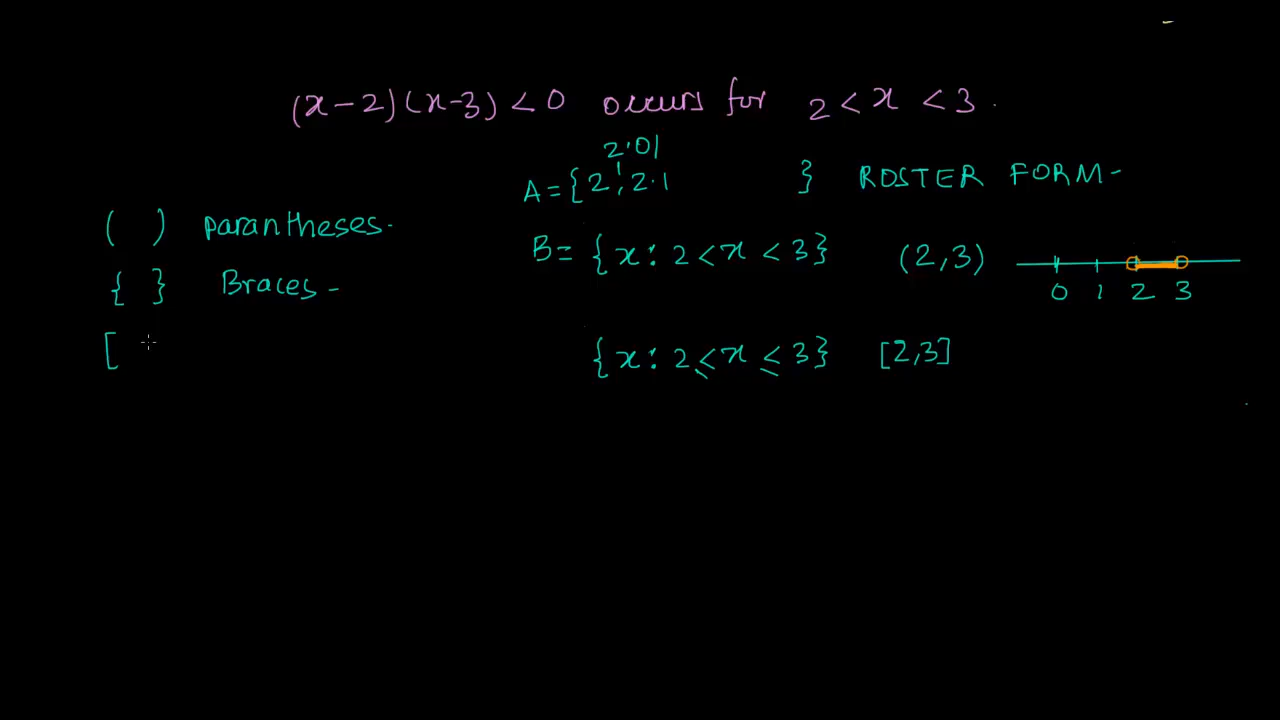 (x-2)(x-3) < 0 occurs for 2 < x < 3.
2.01
A = {2, 2.1 } ROSTER FORM-
( ) Parantheses.
B = {x: 2 < x < 3} (2,3)
{ } Braces-
0 1 2 3
[
{x: 2 ≤ x ≤ 3} [2,3]